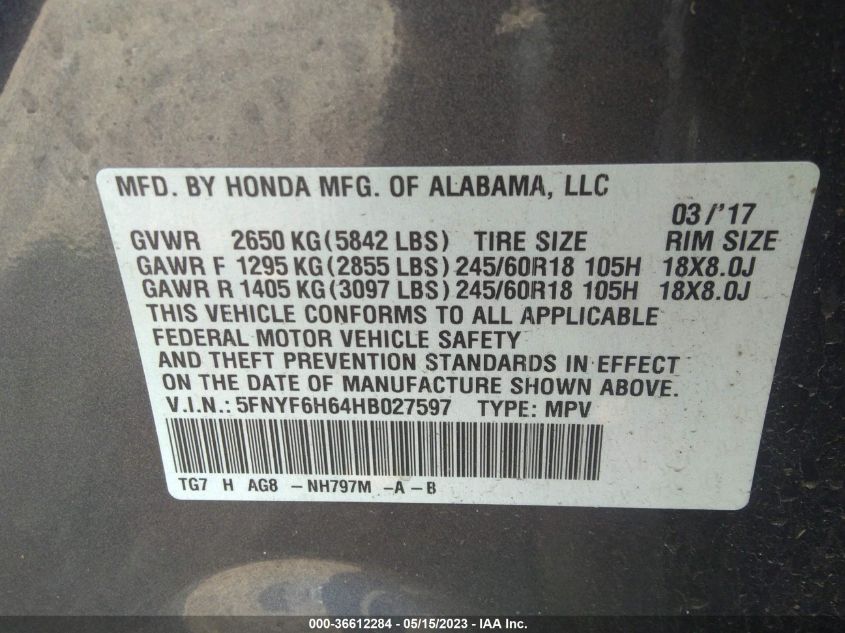 MFD. BY HONDA MFG. OF ALABAMA, LLC
03/'17
GVWR 2650 KG(5842 LBS) TIRE SIZE RIM SIZE
GAWR F 1295 KG(2855 LBS) 245/60R18 105H 18X8.0J
GAWR R 1405 KG(3097 LBS) 245/60R18 105H 18X8.0J
THIS VEHICLE CONFORMS TO ALL APPLICABLE
FEDERAL MOTOR VEHICLE SAFETY
AND THEFT PREVENTION STANDARDS IN EFFECT
ON THE DATE OF MANUFACTURE SHOWN ABOVE.
V.I.N.: 5FNYF6H64HB027597 TYPE: MPV
TG7 H AG8 -NH797M -A-B
000-36612284 - 05/15/2023 - IAA Inc.